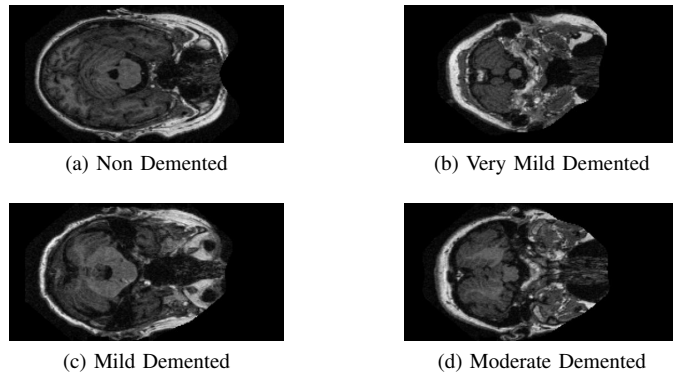 (a) Non Demented
(b) Very Mild Demented
(c) Mild Demented
(d) Moderate Demented